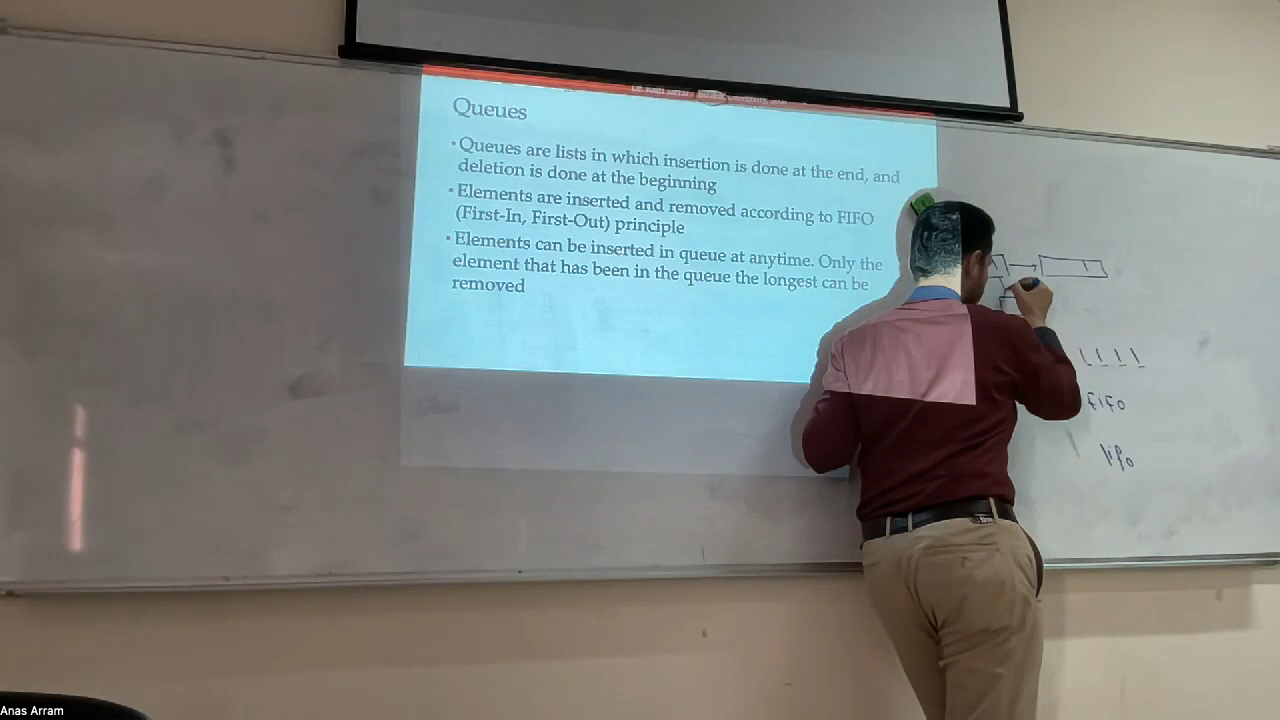 Queues
•Queues are lists in which insertion is done at the end, and
deletion is done at the beginning
•Elements are inserted and removed according to FIFO
(First-In, First-Out) principle
•Elements can be inserted in queue at anytime. Only the
element that has been in the queue the longest can be
removed
FIFO
lifo
Anas Arram